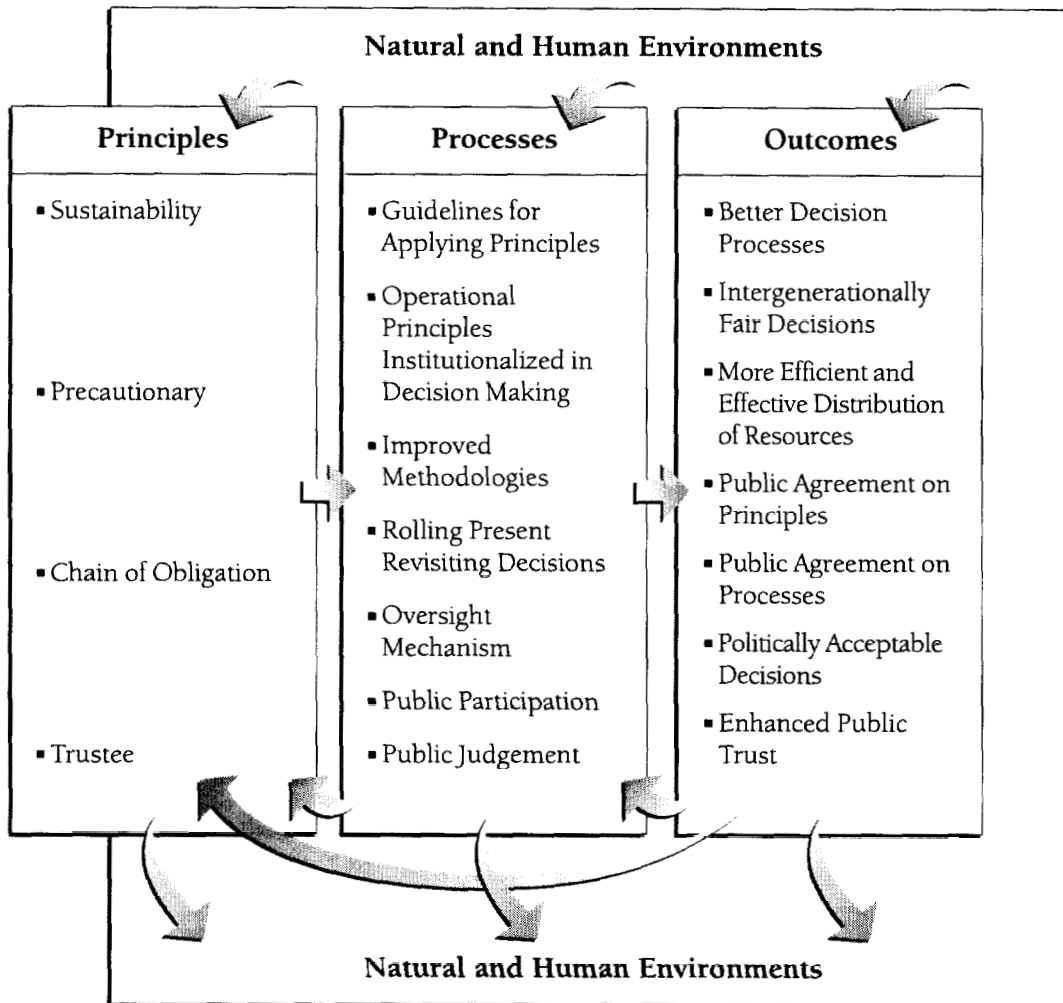 Natural and Human Environments
Principles
▪ Sustainability
▪ Precautionary
▪ Chain of Obligation
▪ Trustee
Processes
▪ Guidelines for
Applying Principles
▪ Operational
Principles
Institutionalized in
Decision Making
▪ Improved
Methodologies
▪ Rolling Present
Revisiting Decisions
▪ Oversight
Mechanism
▪ Public Participation
▪ Public Judgement
Outcomes
▪ Better Decision
Processes
▪ Intergenerationally
Fair Decisions
▪ More Efficient and
Effective Distribution
of Resources
▪ Public Agreement on
Principles
▪ Public Agreement on
Processes
▪ Politically Acceptable
Decisions
▪ Enhanced Public
Trust
Natural and Human Environments